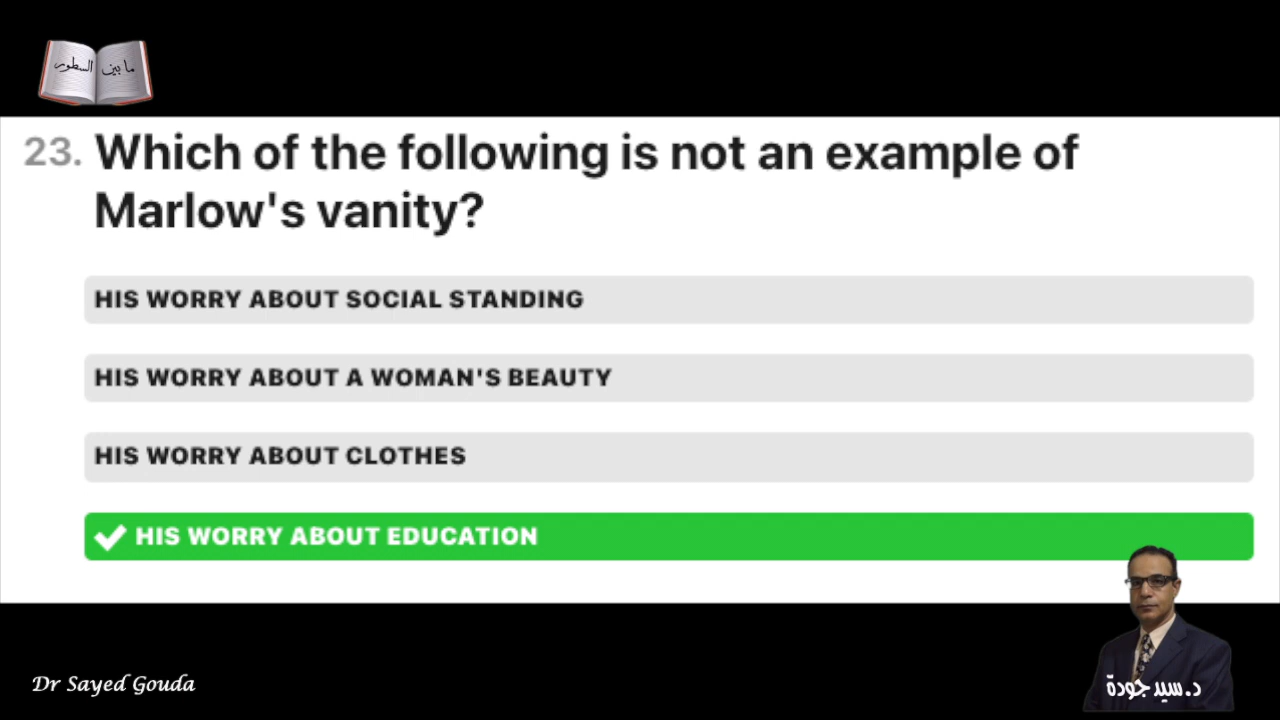 ما بين السطور
23. Which of the following is not an example of
Marlow's vanity?
HIS WORRY ABOUT SOCIAL STANDING
HIS WORRY ABOUT A WOMAN'S BEAUTY
HIS WORRY ABOUT CLOTHES
HIS WORRY ABOUT EDUCATION
Dr Sayed Gouda
د. سيد جودة